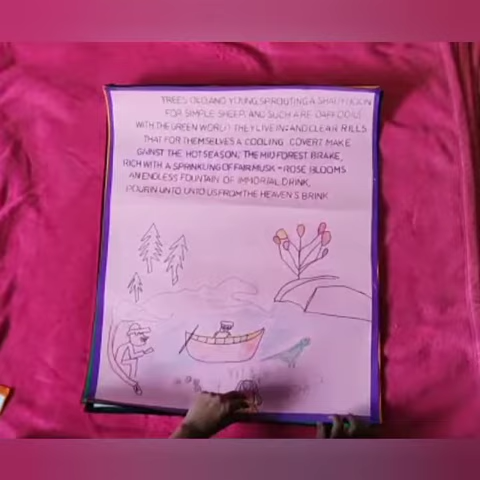 TREES OLD, AND YOUNG SPROUTING A SHADY BOON
FOR SIMPLE SHEEP, AND SUCH ARE DAFFODILS
WITH THE GREEN WORLD THEY LIVE IN: AND CLEAR RILLS
THAT FOR THEMSELVES A COOLING COVERT MAKE
GAINST THE HOT SEASON; THE MID FOREST BRAKE,
RICH WITH A SPRINKLING OF FAIR MUSK-ROSE BLOOMS
AN ENDLESS FOUNTAIN OF IMMORTAL DRINK,
POURIN UNTO UNTO US FROM THE HEAVEN'S BRINK